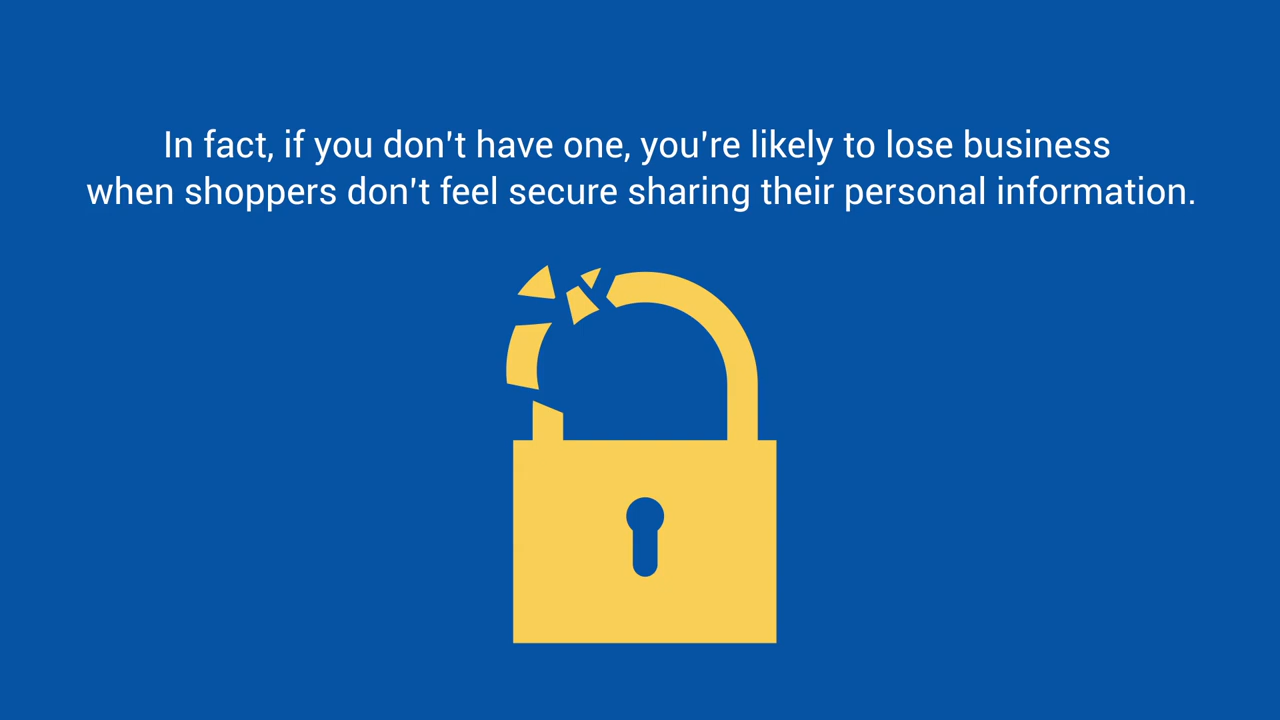 In fact, if you don't have one, you're likely to lose business
when shoppers don't feel secure sharing their personal information.